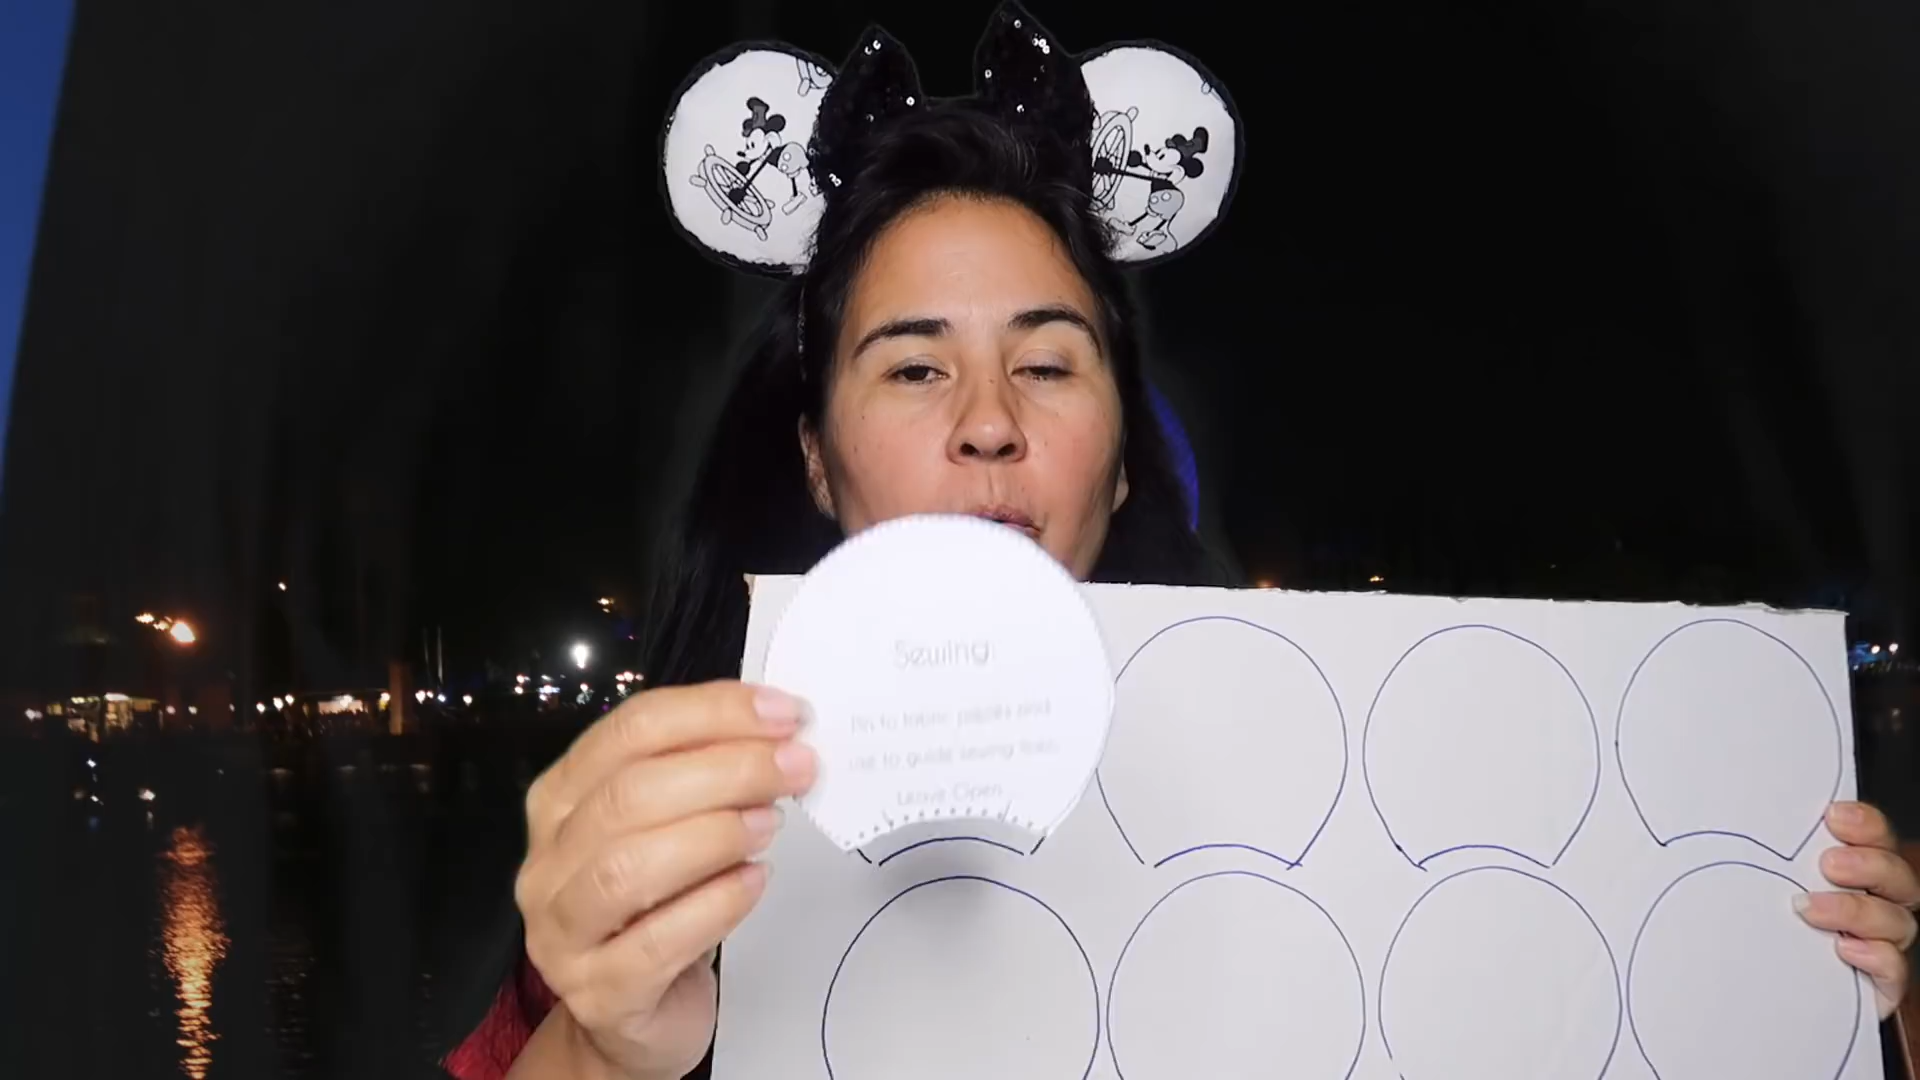 Sewing:
Pin to fabric pieces and
use to guide sewing lines.
Leave Open